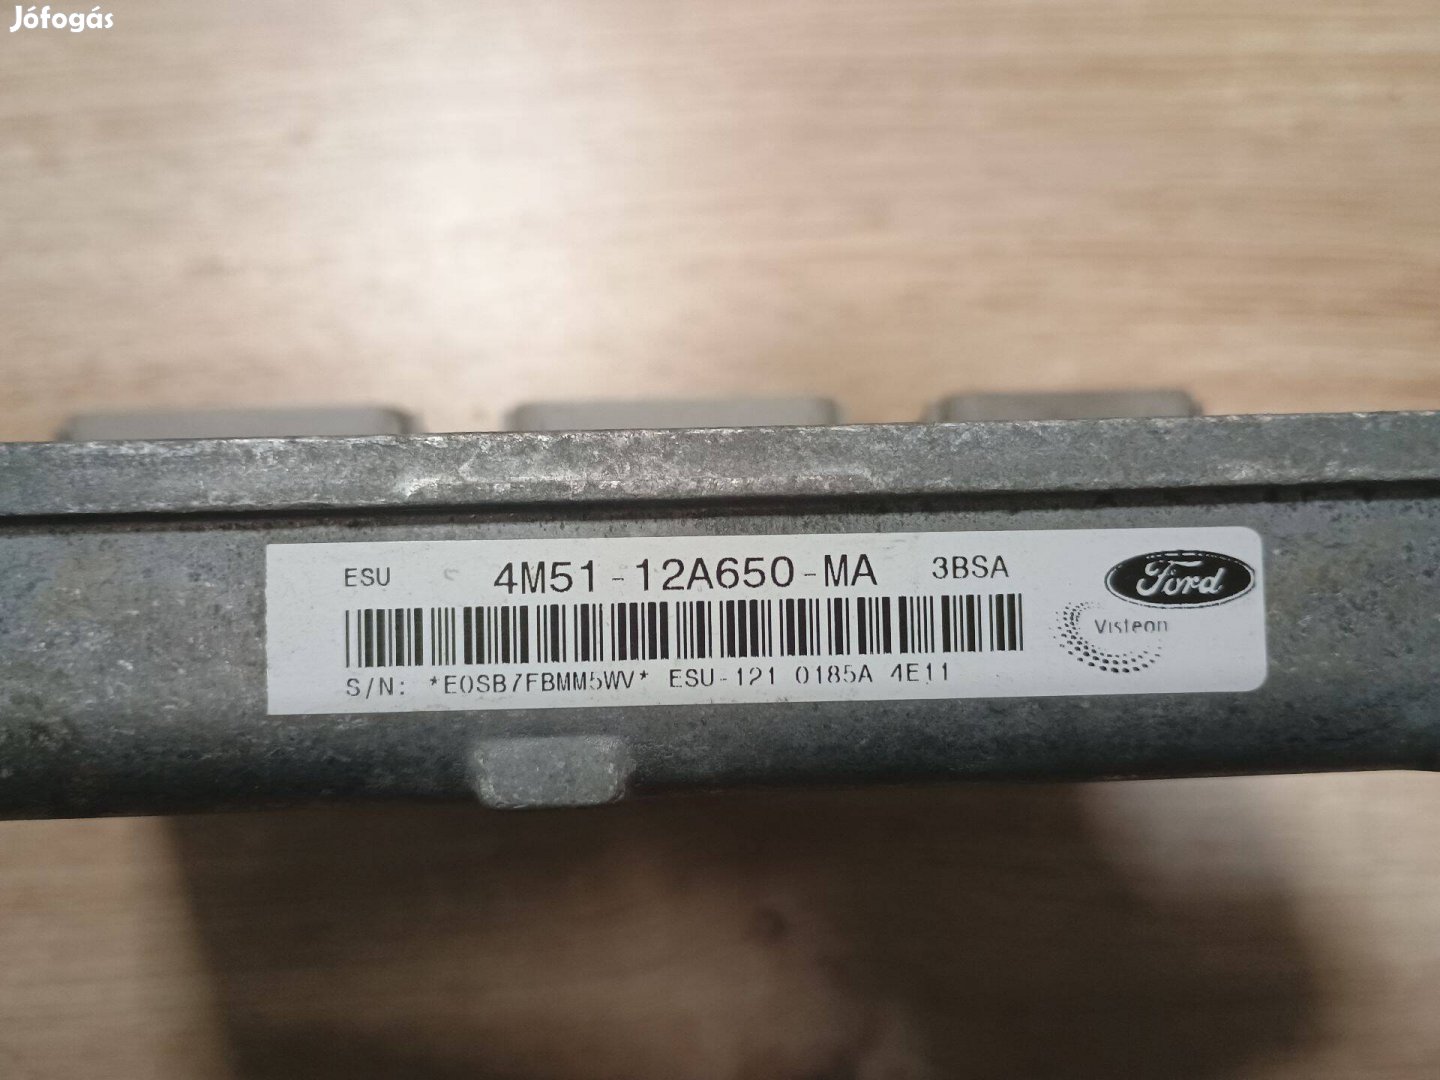 Jófogás
ESU 4M51-12A650-MA 3BSA
Ford
Visteon
S/N: *E0SB7FBMM5WV* ESU-121 0185A 4E11